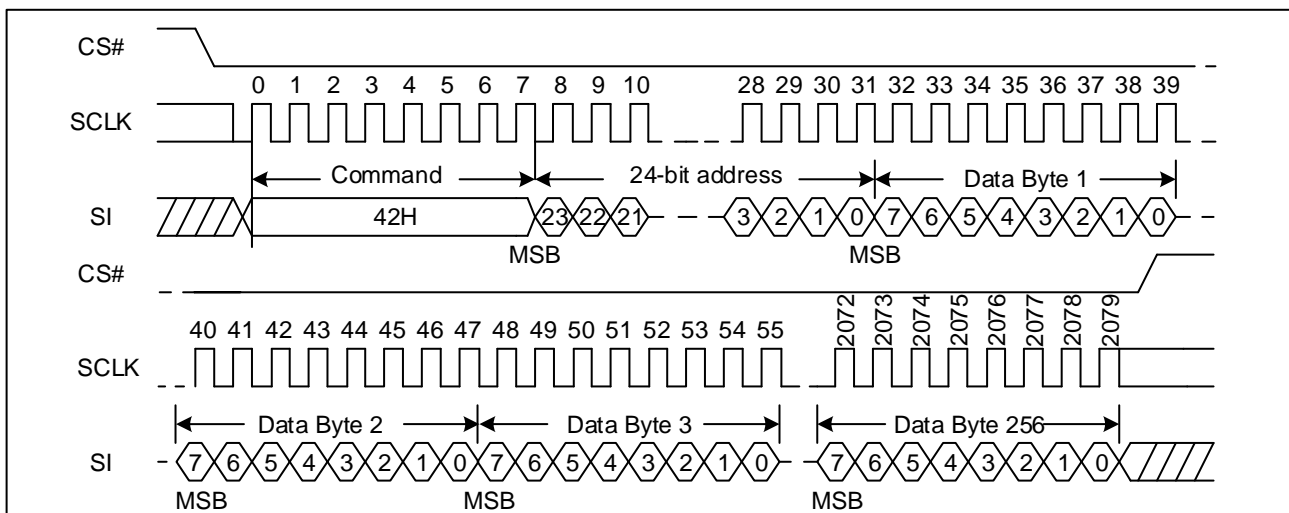 CS#
0 1 2 3 4 5 6 7 8 9 10 28 29 30 31 32 33 34 35 36 37 38 39
SCLK
Command 24-bit address Data Byte 1
SI 42H 23 22 21 3 2 1 0 7 6 5 4 3 2 1 0
MSB MSB
CS#
40 41 42 43 44 45 46 47 48 49 50 51 52 53 54 55 2072 2073 2074 2075 2076 2077 2078 2079
SCLK
Data Byte 2 Data Byte 3 Data Byte 256
SI 7 6 5 4 3 2 1 0 7 6 5 4 3 2 1 0 7 6 5 4 3 2 1 0
MSB MSB MSB